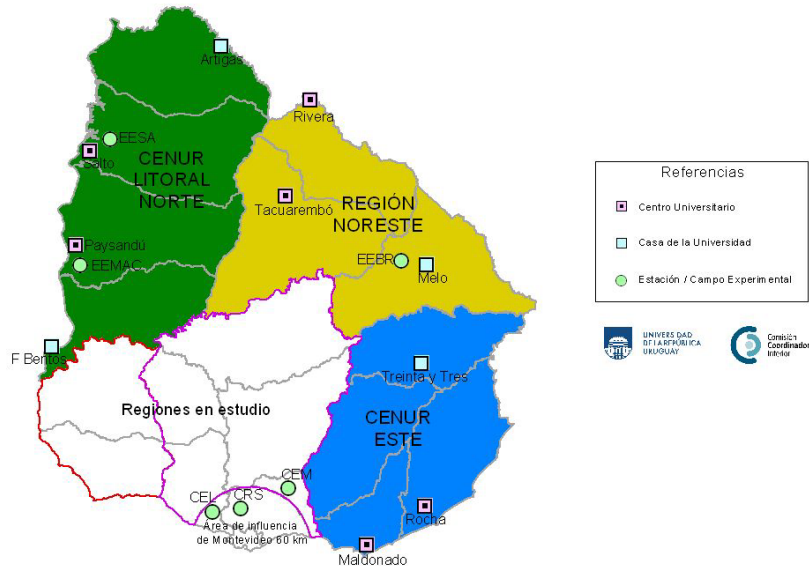 Artigas
Rivera
EESA
Salto
CENUR
LITORAL
NORTE
Tacuarembó
REGIÓN
NORESTE
Paysandú
EEMAC
EEBR
Melo
F Bentos
Treinta y Tres
Regiones en estudio
CENUR
ESTE
CEM
CEL
CRS
Área de influencia
de Montevideo 60 km
Rocha
Maldonado
Referencias
Centro Universitario
Casa de la Universidad
Estación / Campo Experimental
UNIVERSIDAD
DE LA REPÚBLICA
URUGUAY
Comisión
Coordinadora
Interior